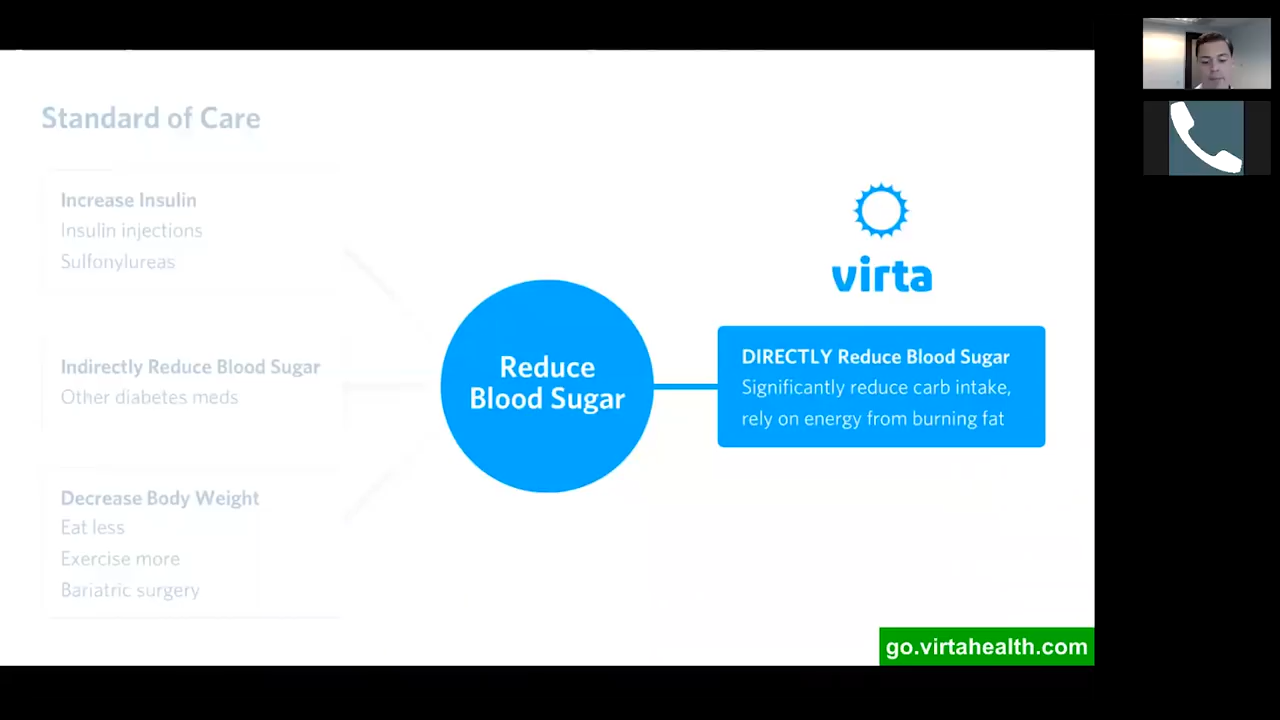 Standard of Care
Increase Insulin
Insulin injections
Sulfonylureas
Indirectly Reduce Blood Sugar
Other diabetes meds
Decrease Body Weight
Eat less
Exercise more
Bariatric surgery
Reduce
Blood Sugar
virta
DIRECTLY Reduce Blood Sugar
Significantly reduce carb intake,
rely on energy from burning fat
go.virtahealth.com